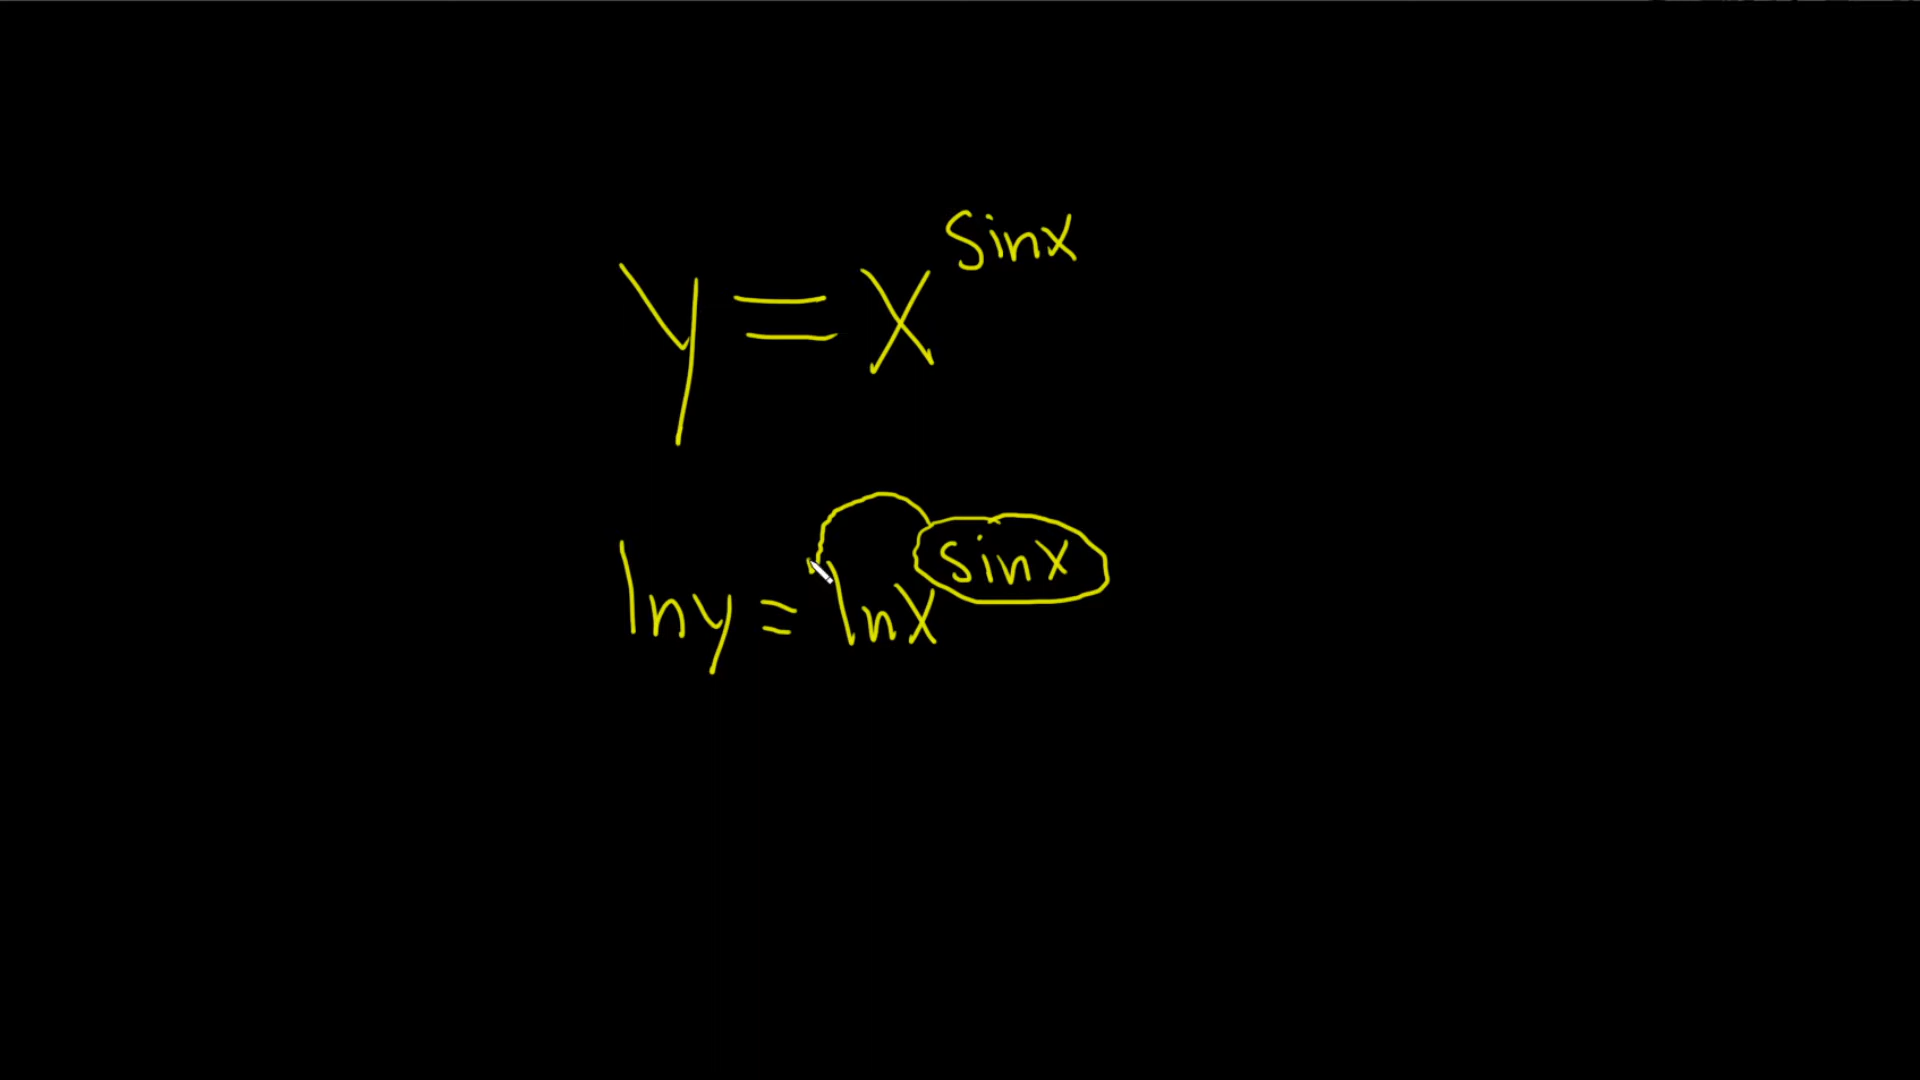 y = x^sinx
lny = lnx^sinx